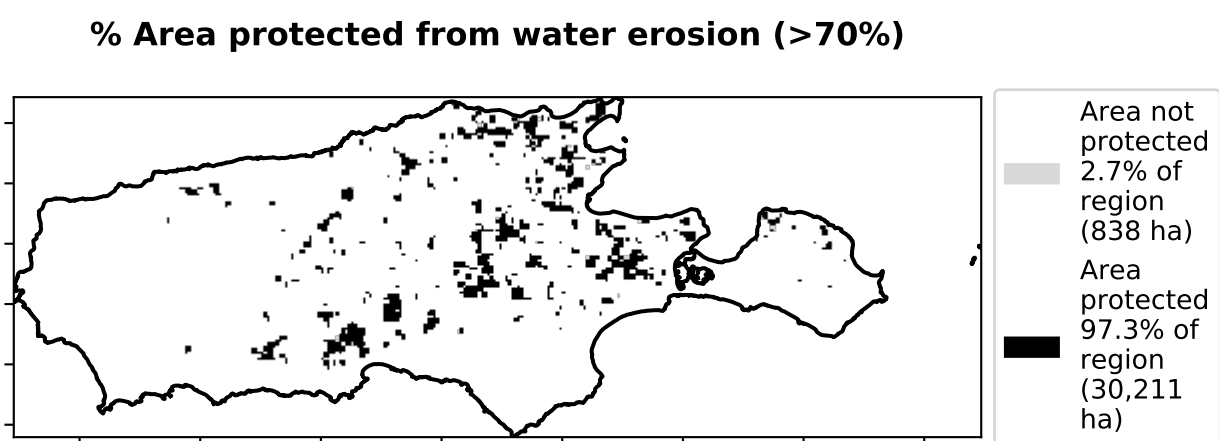 % Area protected from water erosion (>70%)
Area not
protected
2.7% of
region
(838 ha)
Area
protected
97.3% of
region
(30,211
ha)